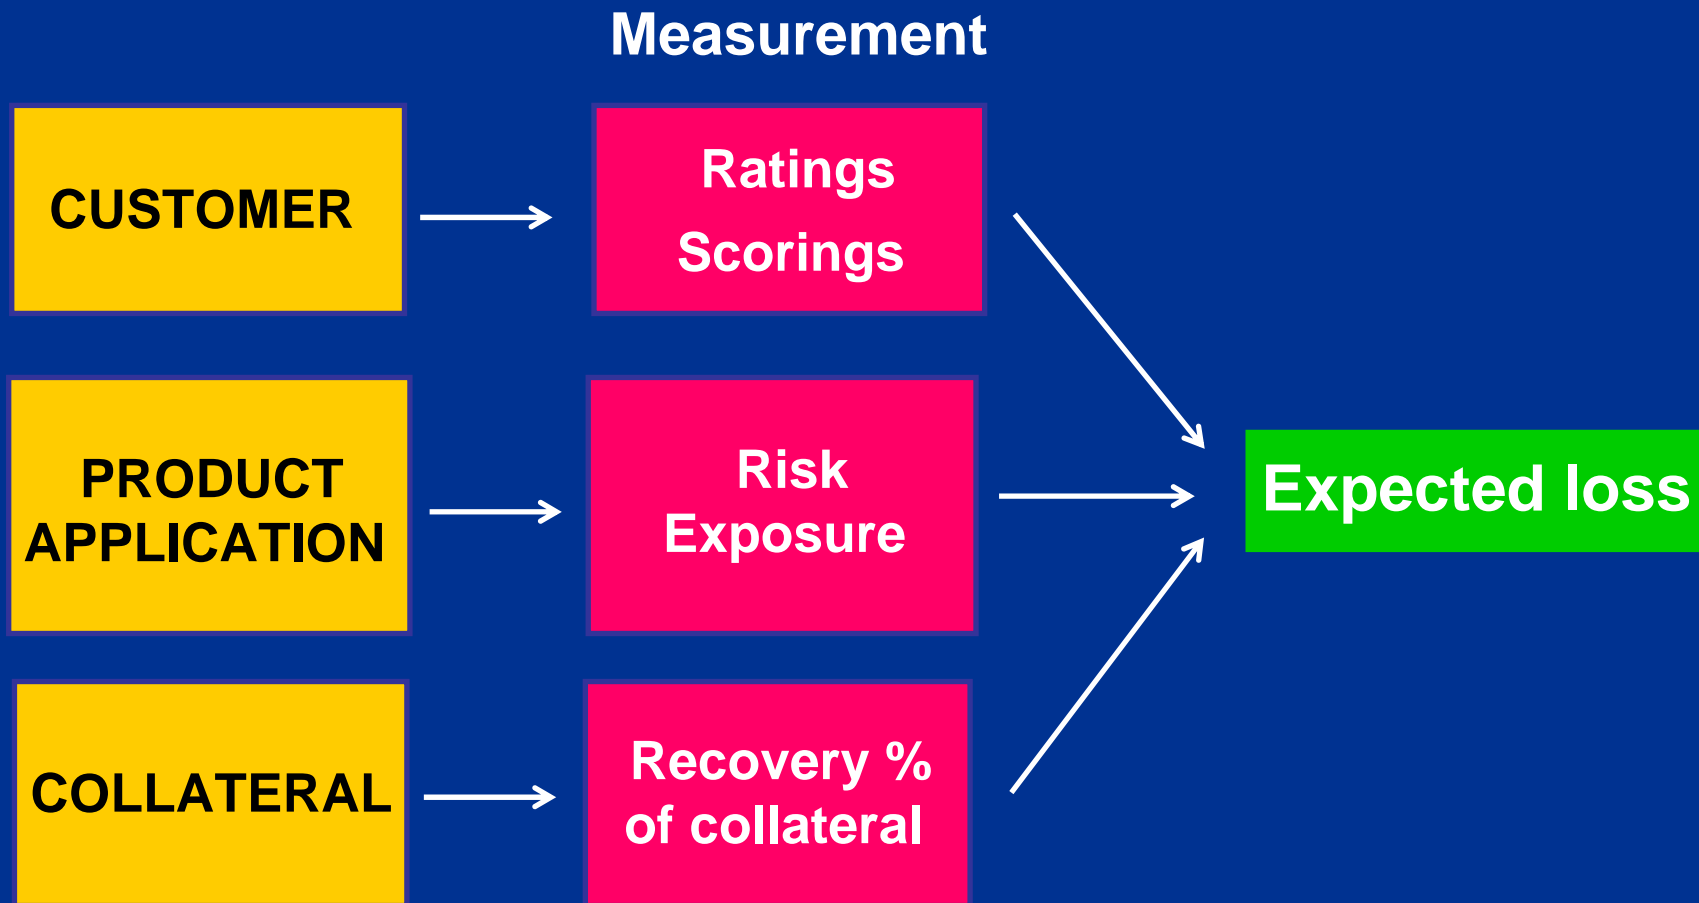 Measurement
CUSTOMER
Ratings
Scorings
PRODUCT
APPLICATION
Risk
Exposure
Expected loss
COLLATERAL
Recovery %
of collateral